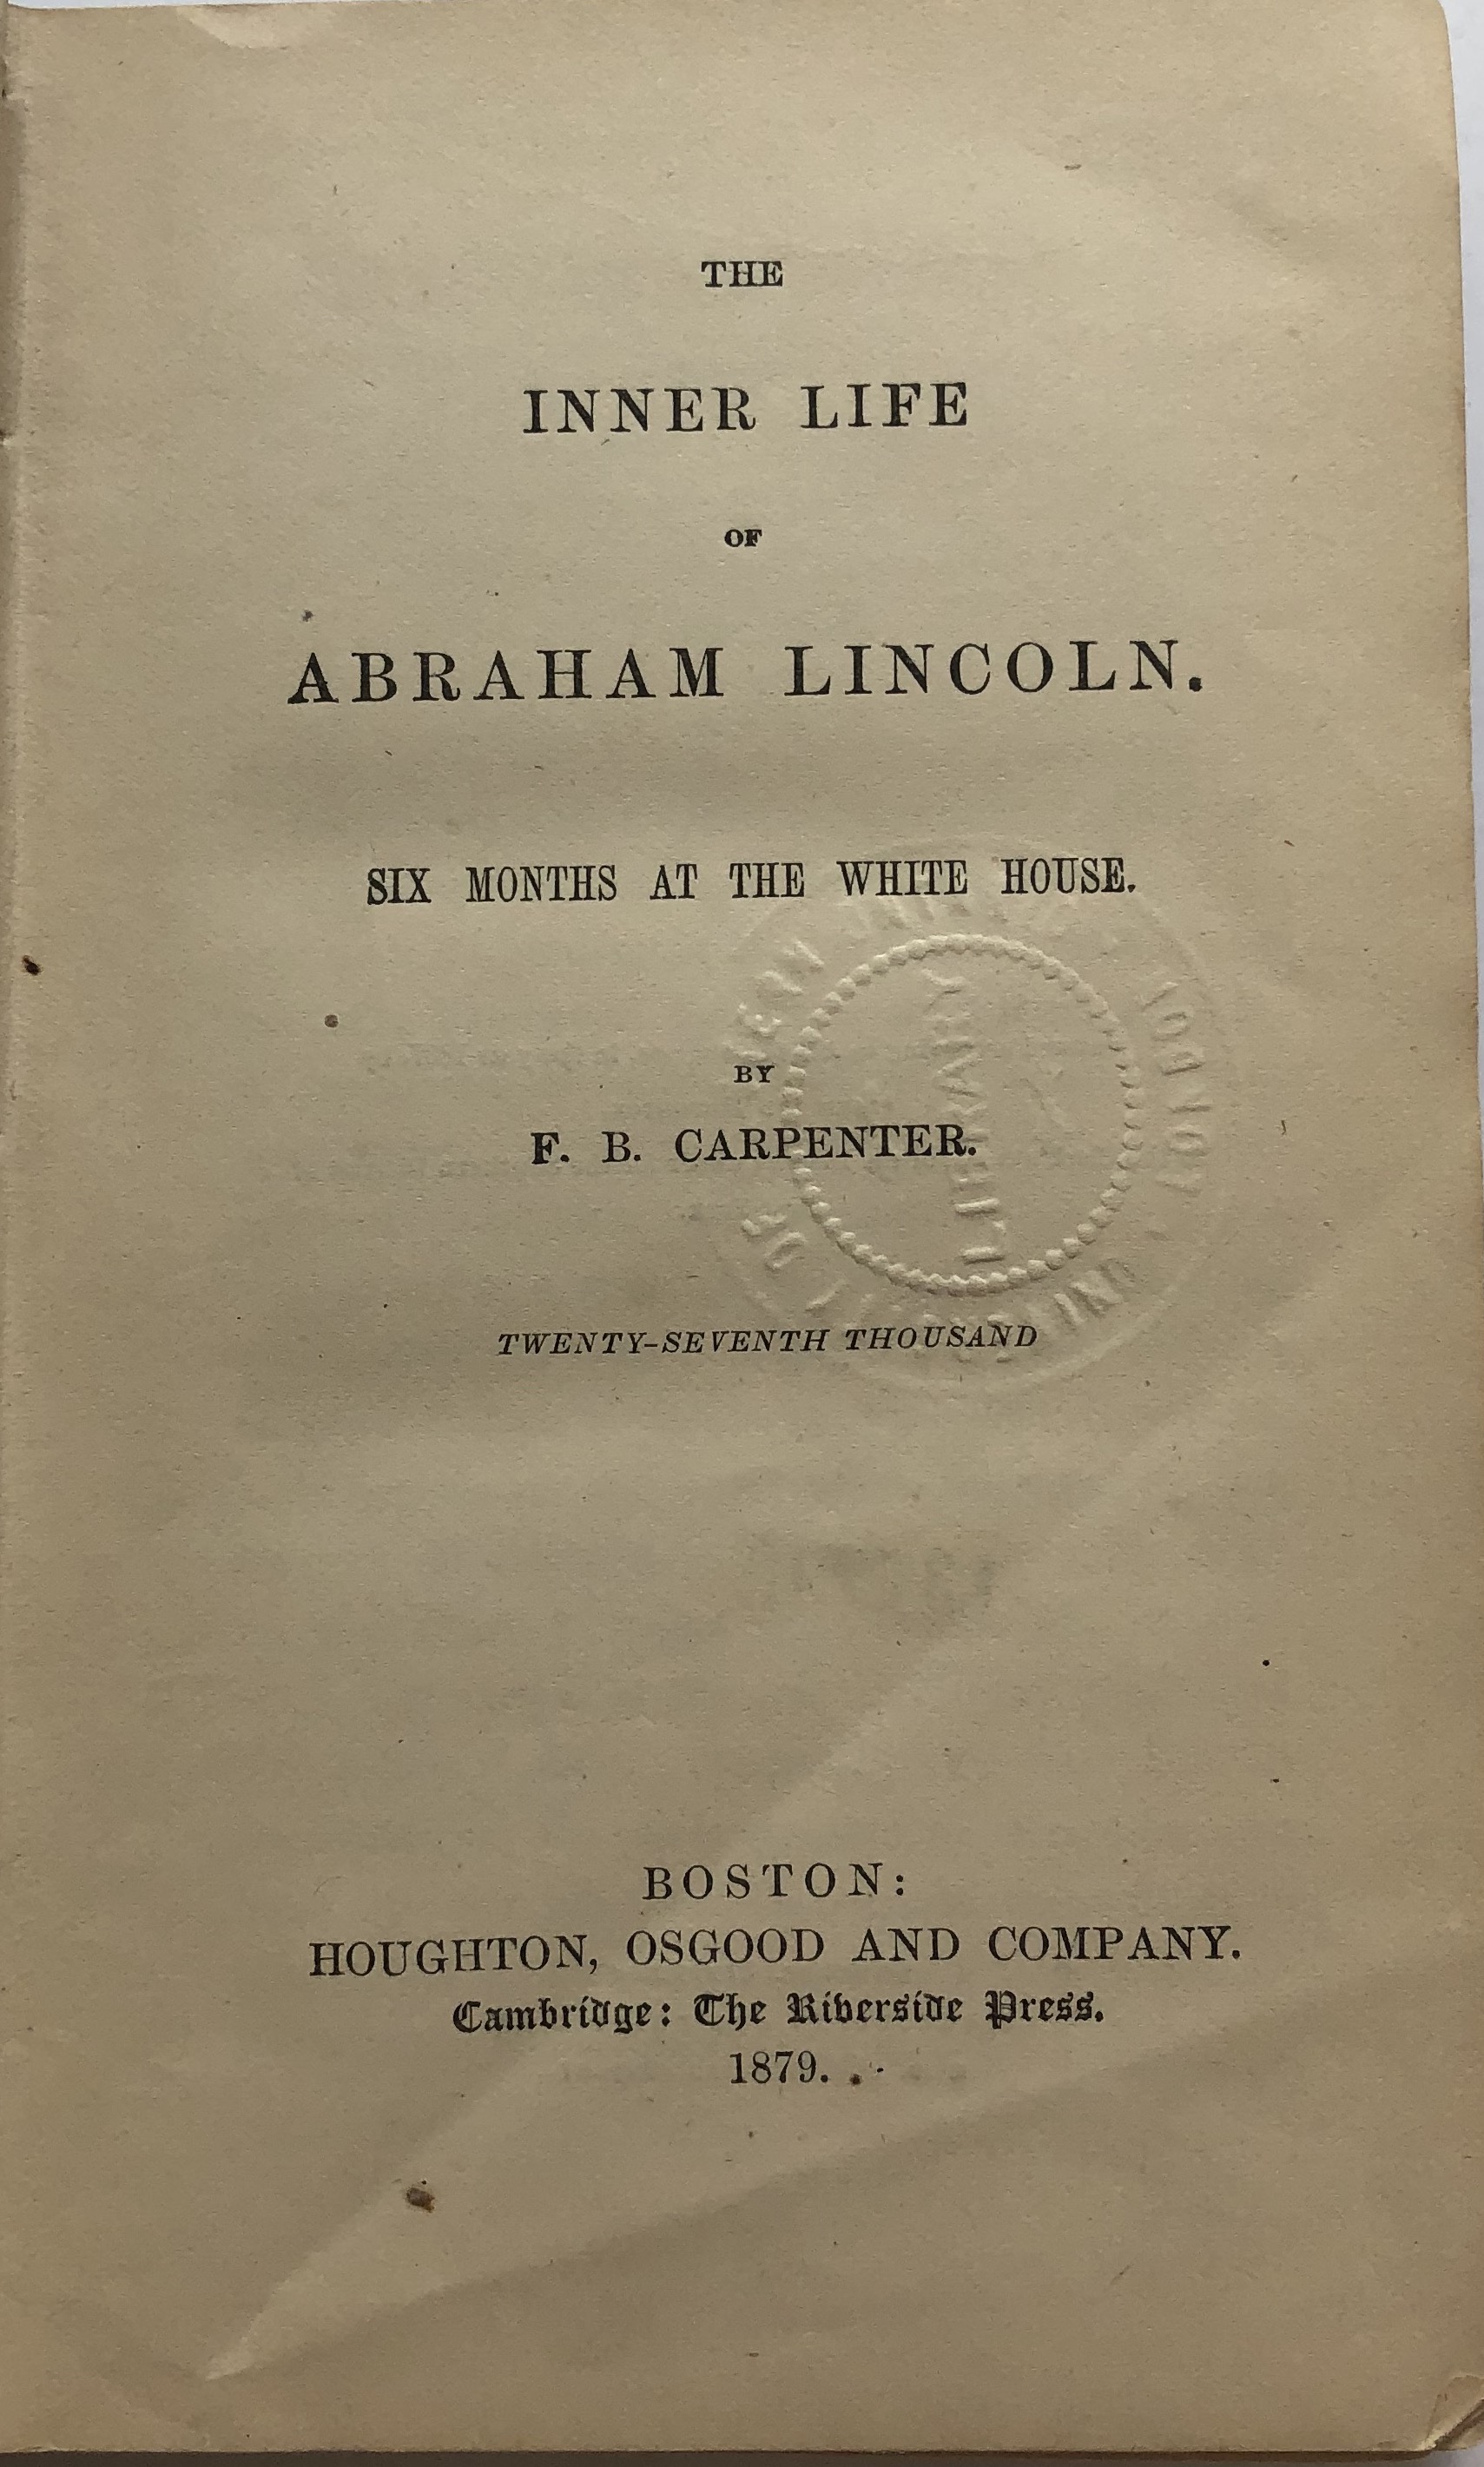 THE
INNER LIFE
OF
ABRAHAM LINCOLN.
SIX MONTHS AT THE WHITE HOUSE.
BY
F. B. CARPENTER.
LIBRARY
TWENTY-SEVENTH THOUSAND
BOSTON:
HOUGHTON, OSGOOD AND COMPANY.
Cambridge: The Riverside Press.
1879.